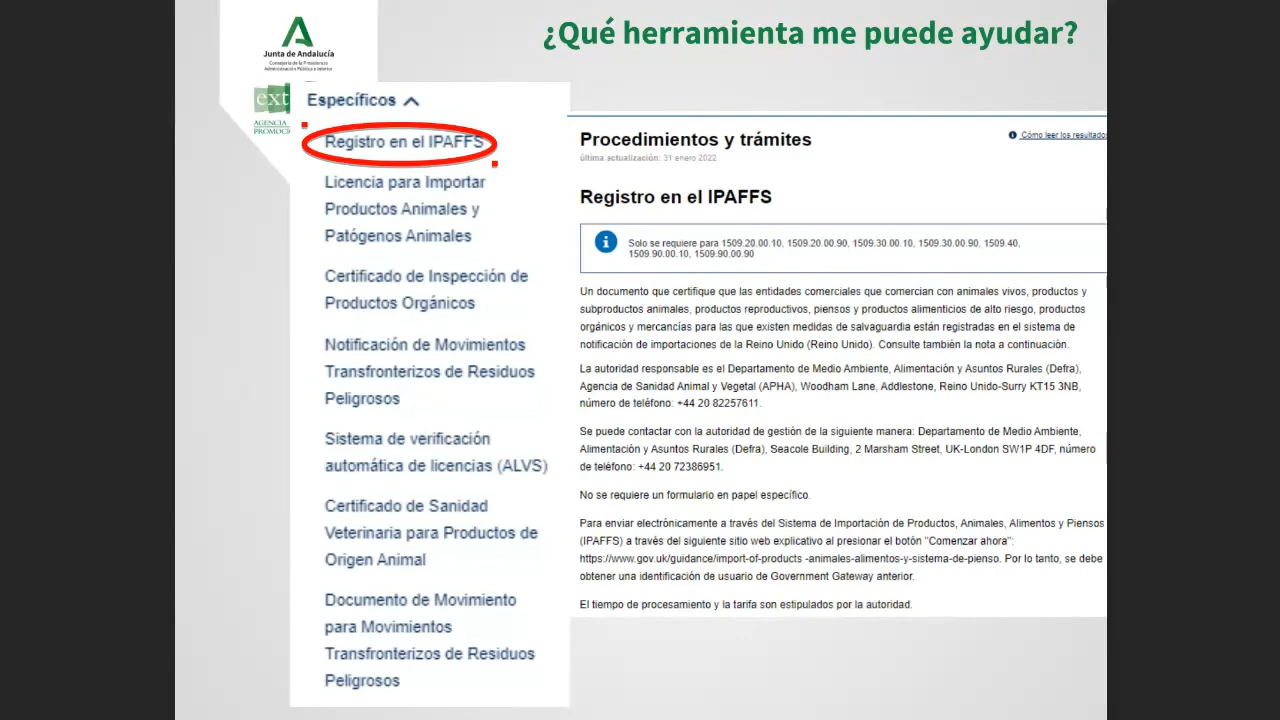 ¿Qué herramienta me puede ayudar?
Junta de Andalucía
Consejería de la Presidencia
Administración Pública e Interior
ext
AGENCIA
PROMOCI
Específicos
Registro en el IPAFFS
Licencia para Importar
Productos Animales y
Patógenos Animales
Certificado de Inspección de
Productos Orgánicos
Notificación de Movimientos
Transfronterizos de Residuos
Peligrosos
Sistema de verificación
automática de licencias (ALVS)
Certificado de Sanidad
Veterinaria para Productos de
Origen Animal
Documento de Movimiento
para Movimientos
Transfronterizos de Residuos
Peligrosos
Procedimientos y trámites
Cómo leer los resultados
última actualización: 31 enero 2022
Registro en el IPAFFS
Solo se requiere para 1509.20.00.10, 1509.20.00.90, 1509.30.00.10, 1509.30.00.90, 1509.40,
1509.90.00.10, 1509.90.00.90
Un documento que certifique que las entidades comerciales que comercian con animales vivos, productos y
subproductos animales, productos reproductivos, piensos y productos alimenticios de alto riesgo, productos
orgánicos y mercancías para las que existen medidas de salvaguardia están registradas en el sistema de
notificación de importaciones de la Reino Unido (Reino Unido). Consulte también la nota a continuación.
La autoridad responsable es el Departamento de Medio Ambiente, Alimentación y Asuntos Rurales (Defra),
Agencia de Sanidad Animal y Vegetal (APHA), Woodham Lane, Addlestone, Reino Unido-Surry KT15 3NB,
número de teléfono: +44 20 82257611.
Se puede contactar con la autoridad de gestión de la siguiente manera: Departamento de Medio Ambiente,
Alimentación y Asuntos Rurales (Defra), Seacole Building, 2 Marsham Street, UK-London SW1P 4DF, número
de teléfono: +44 20 72386951.
No se requiere un formulario en papel específico.
Para enviar electrónicamente a través del Sistema de Importación de Productos, Animales, Alimentos y Piensos
(IPAFFS) a través del siguiente sitio web explicativo al presionar el botón "Comenzar ahora":
https://www.gov.uk/guidance/import-of-products -animales-alimentos-y-sistema-de-pienso. Por lo tanto, se debe
obtener una identificación de usuario de Government Gateway anterior.
El tiempo de procesamiento y la tarifa son estipulados por la autoridad.